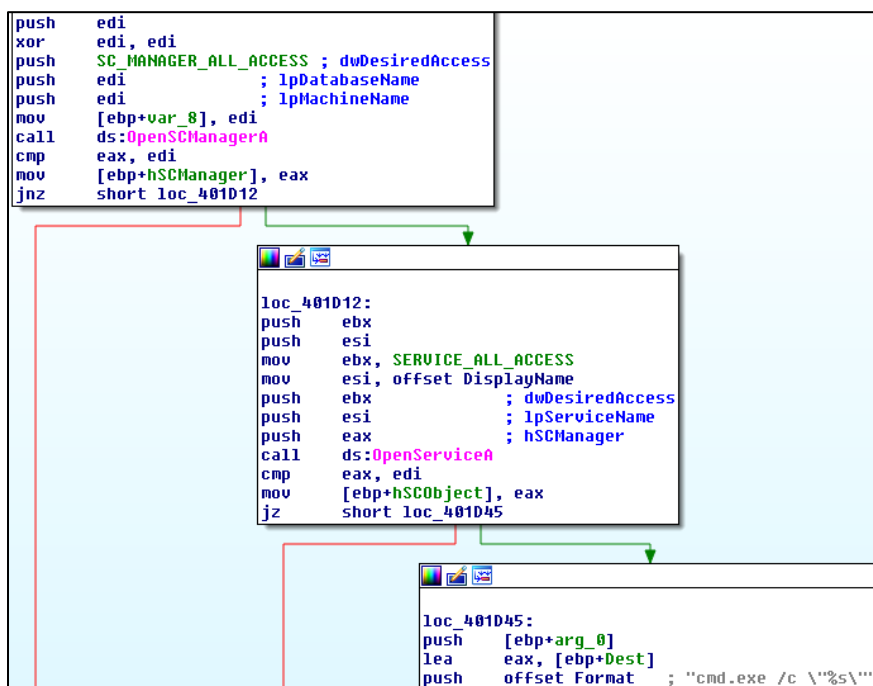 push    edi
xor     edi, edi
push    SC_MANAGER_ALL_ACCESS ; dwDesiredAccess
push    edi             ; lpDatabaseName
push    edi             ; lpMachineName
mov     [ebp+var_8], edi
call    ds:OpenSCManagerA
cmp     eax, edi
mov     [ebp+hSCManager], eax
jnz     short loc_401D12
loc_401D12:
push    ebx
push    esi
mov     ebx, SERVICE_ALL_ACCESS
mov     esi, offset DisplayName
push    ebx             ; dwDesiredAccess
push    esi             ; lpServiceName
push    eax             ; hSCManager
call    ds:OpenServiceA
cmp     eax, edi
mov     [ebp+hSCObject], eax
jz      short loc_401D45
loc_401D45:
push    [ebp+arg_0]
lea     eax, [ebp+Dest]
push    offset Format   ; "cmd.exe /c \"%s\""